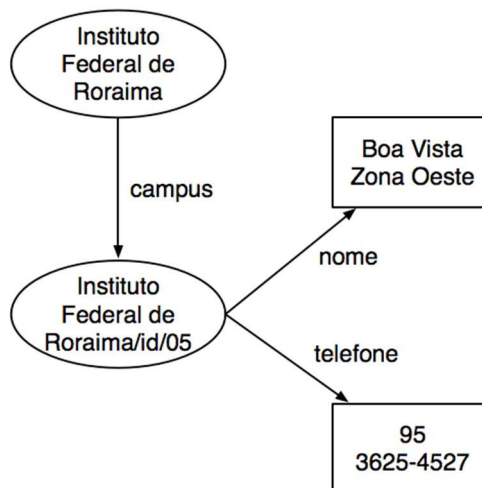 Instituto
Federal de
Roraima
campus
Boa Vista
Zona Oeste
nome
Instituto
Federal de
Roraima/id/05
telefone
95
3625-4527